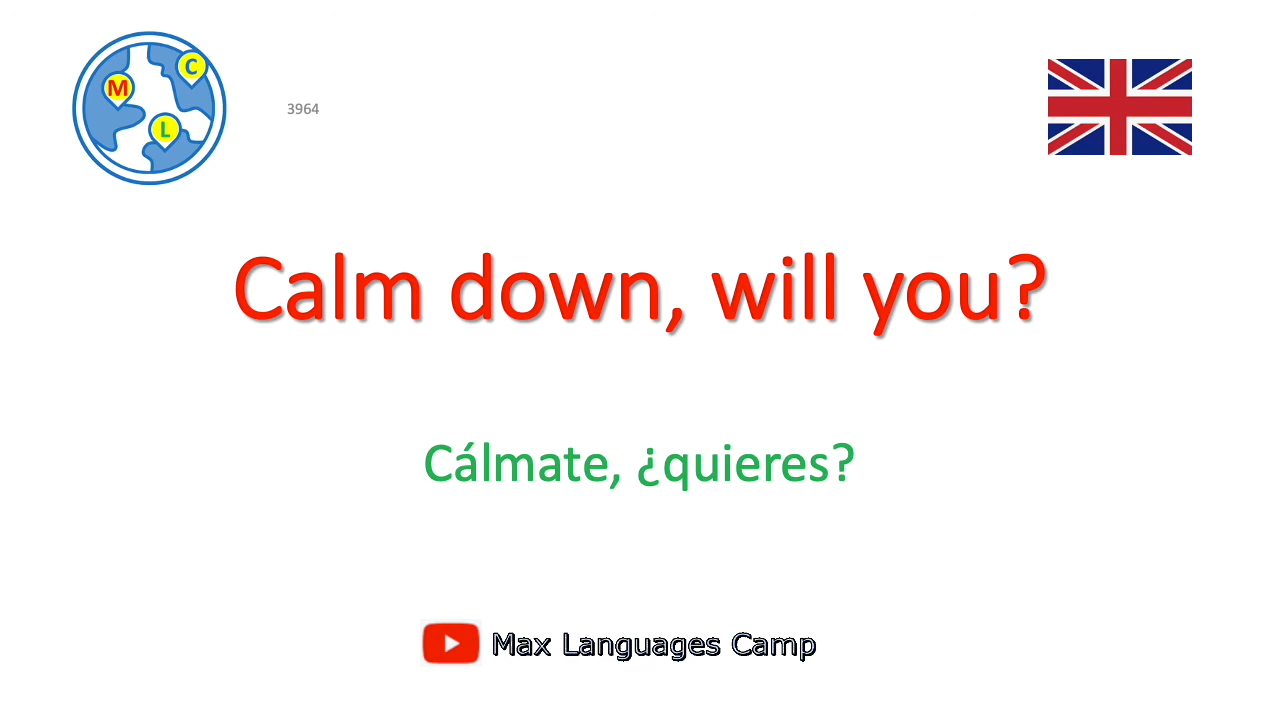 M
C
L
3964
Calm down, will you?
Cálmate, ¿quieres?
Max Languages Camp